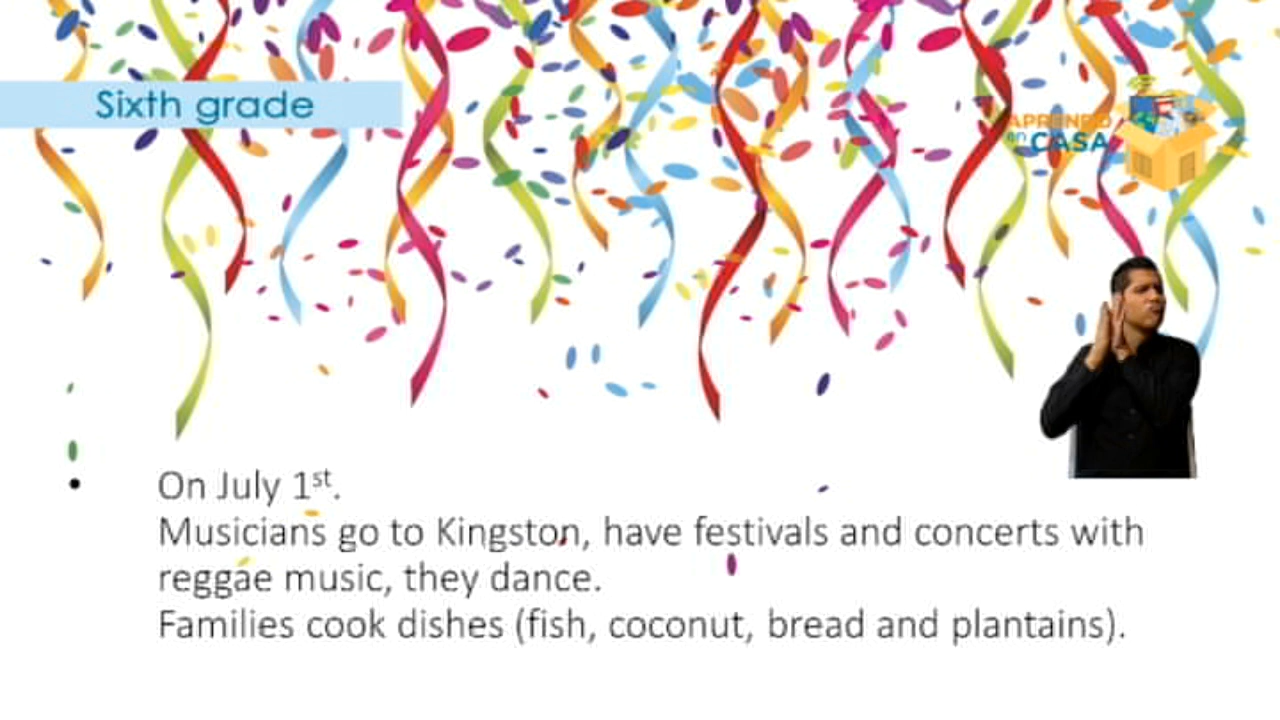 Sixth grade
APRENDO
en CASA
• On July 1st.
Musicians go to Kingston, have festivals and concerts with
reggae music, they dance.
Families cook dishes (fish, coconut, bread and plantains).